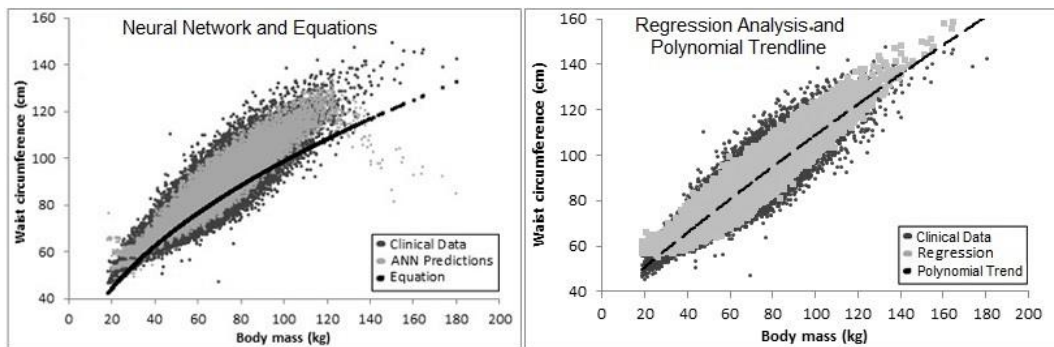 Neural Network and Equations
160
140
120
100
80
60
40
Waist circumference (cm)
Clinical Data
ANN Predictions
Equation
0 20 40 60 80 100 120 140 160 180 200
Body mass (kg)
Regression Analysis and
Polynomial Trendline
160
140
120
100
80
60
40
Waist circumference (cm)
Clinical Data
Regression
Polynomial Trend
0 20 40 60 80 100 120 140 160 180 200
Body mass (kg)